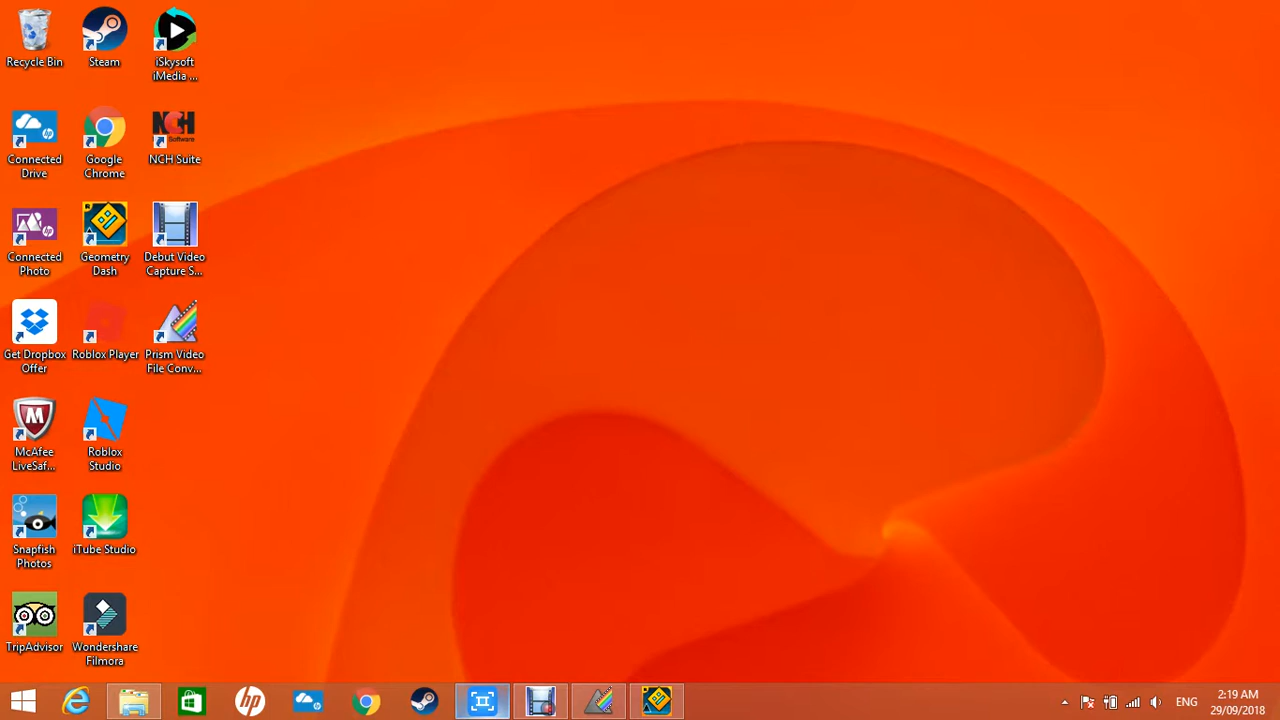 Recycle Bin
Steam
iSkysoft
iMedia ...
Connected
Drive
Google
Chrome
NCH
Software
NCH Suite
Connected
Photo
Geometry
Dash
Debut Video
Capture S...
Get Dropbox
Offer
Roblox Player
Prism Video
File Conv...
McAfee
LiveSaf...
Roblox
Studio
Snapfish
Photos
iTube Studio
TripAdvisor
Wondershare
Filmora
ENG
2:19 AM
29/09/2018